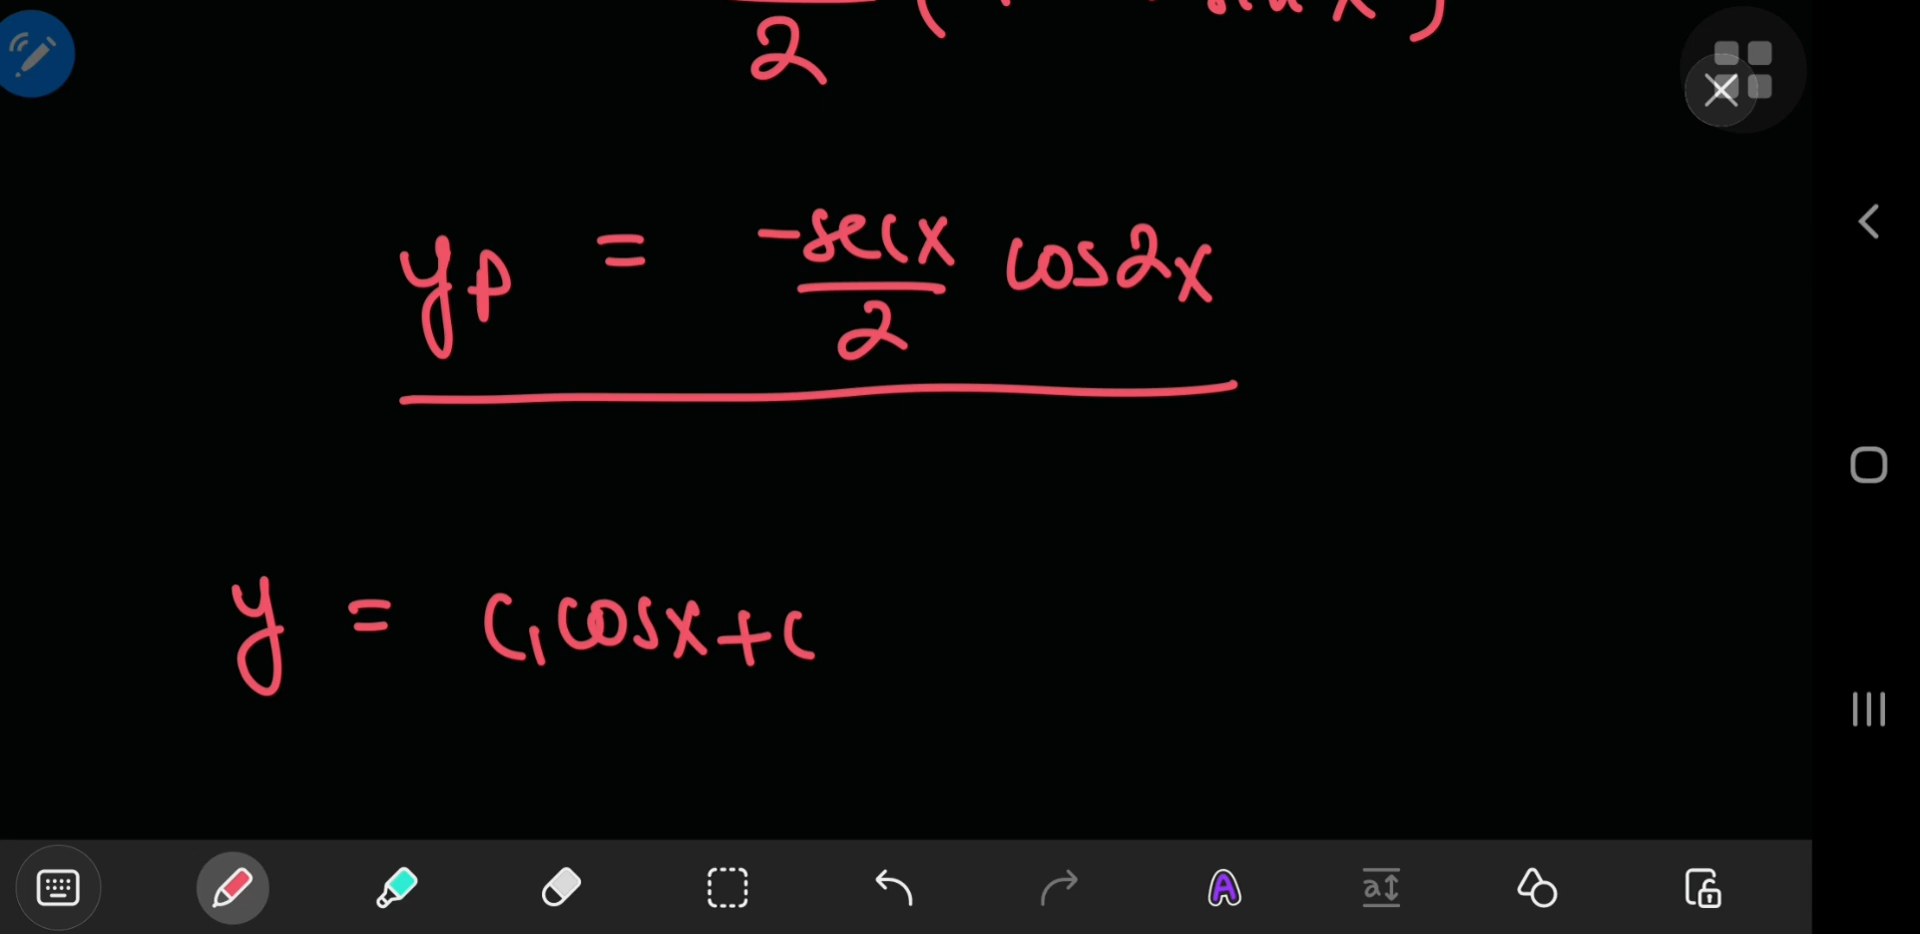 2
yp = -secx/2 cos2x
y = c₁cosx+c
A
a